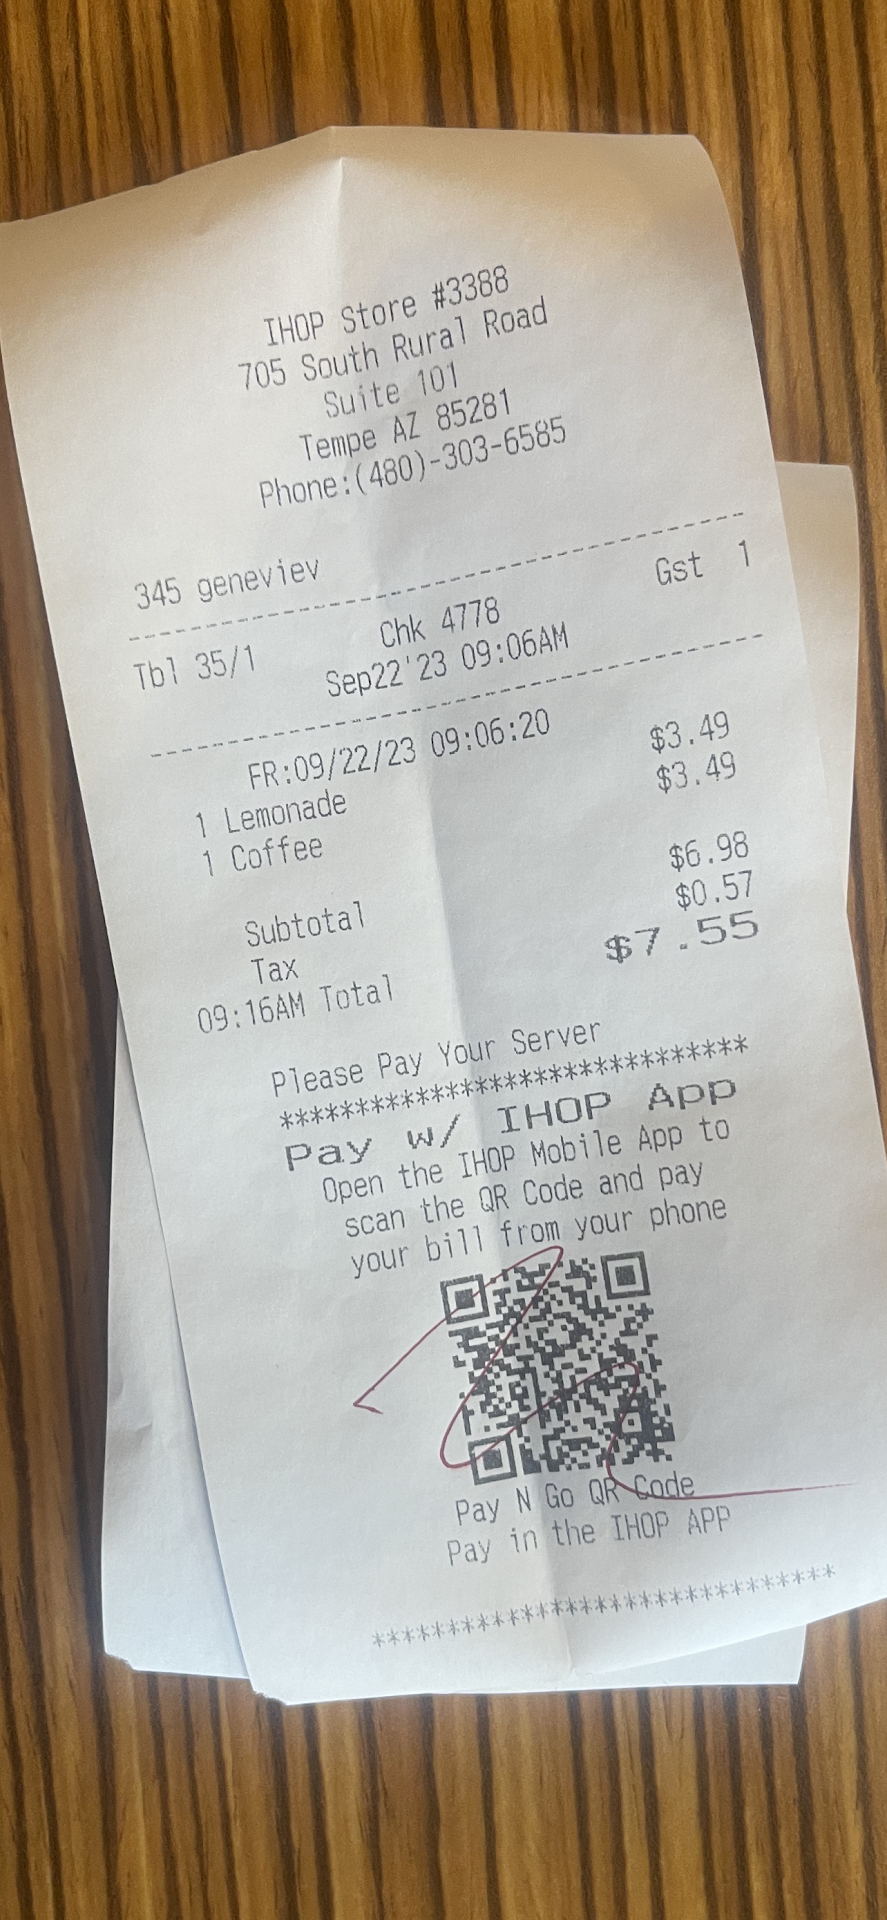 IHOP Store #3388
705 South Rural Road
Suite 101
Tempe AZ 85281
Phone:(480)-303-6585
345 geneviev
--------------------------------
Tbl 35/1 Chk 4778 Gst 1
Sep22'23 09:06AM
--------------------------------
FR:09/22/23 09:06:20
1 Lemonade $3.49
1 Coffee $3.49
Subtotal $6.98
Tax $0.57
09:16AM Total $7.55
Please Pay Your Server
*******************************
Pay w/ IHOP App
Open the IHOP Mobile App to
scan the QR Code and pay
your bill from your phone
Pay N Go QR Code
Pay in the IHOP APP
*******************************